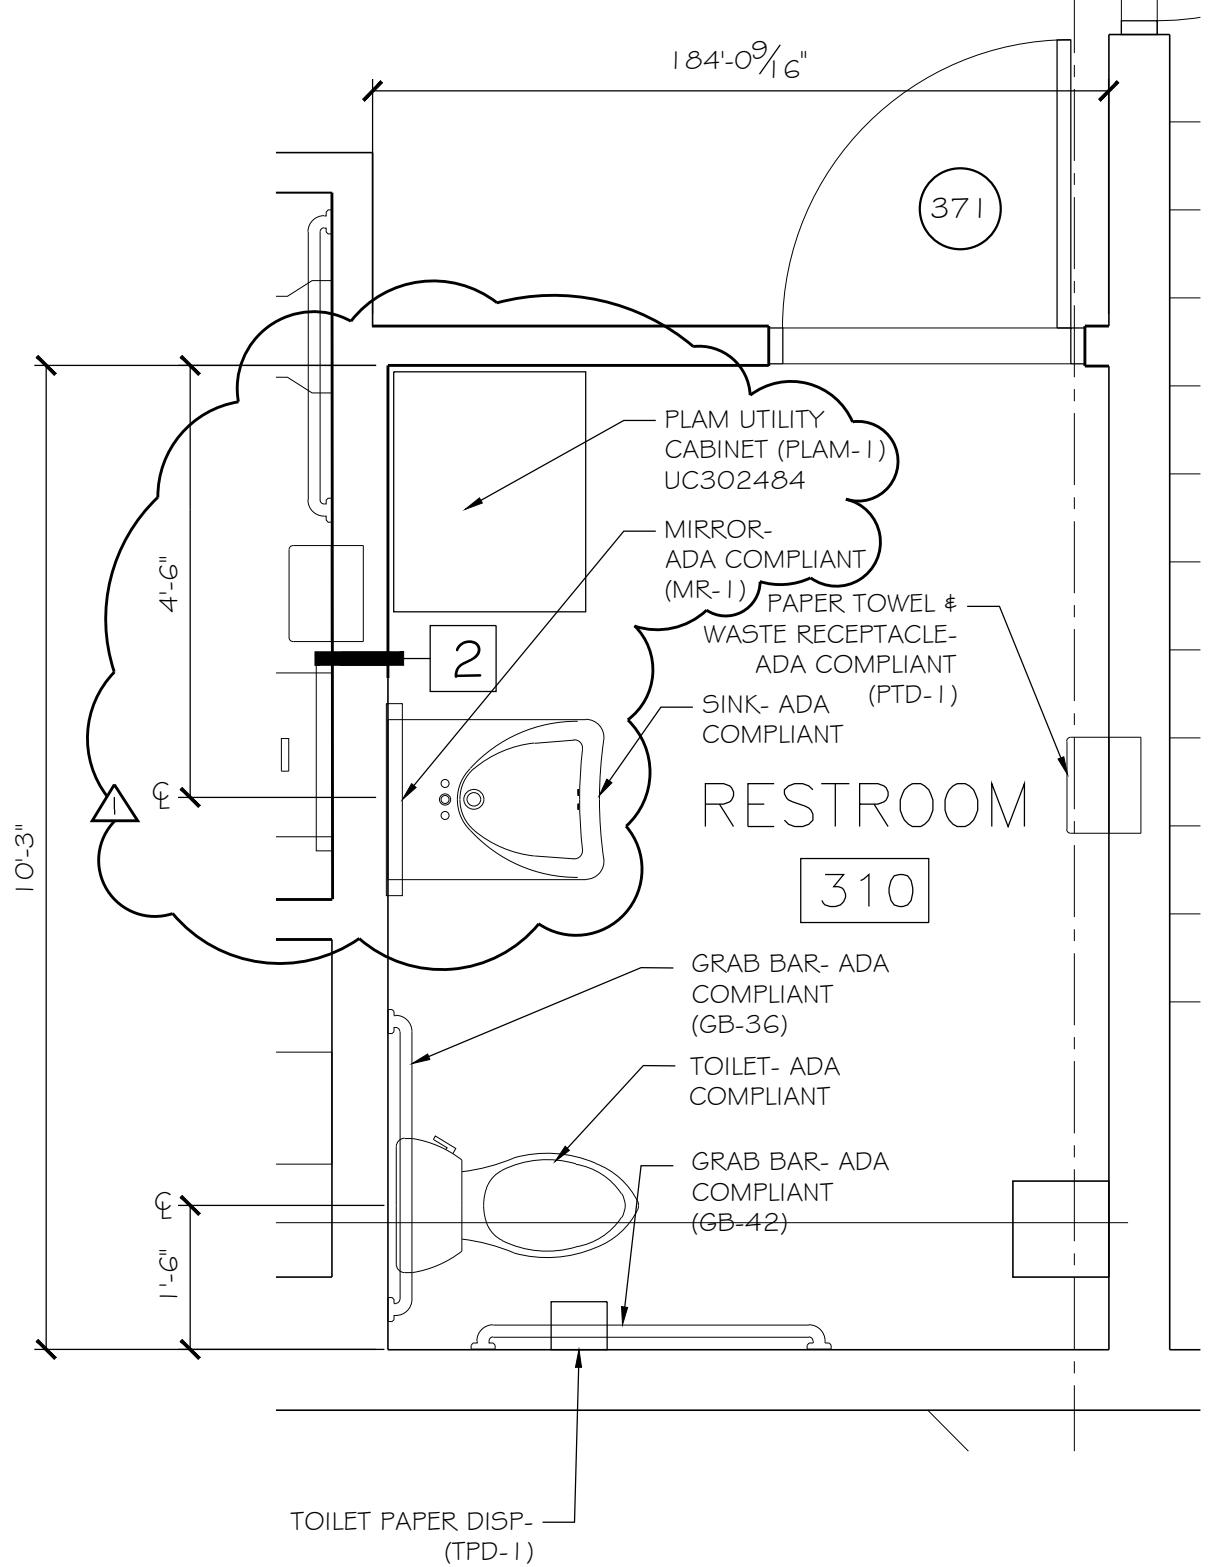 184'-0 9/16"
371
PLAM UTILITY
CABINET (PLAM-1)
UC302484
MIRROR-
ADA COMPLIANT
(MR-1)
4'-6"
PAPER TOWEL &
WASTE RECEPTACLE-
ADA COMPLIANT
(PTD-1)
2
SINK- ADA
COMPLIANT
℄
1
RESTROOM
10'-3"
310
GRAB BAR- ADA
COMPLIANT
(GB-36)
TOILET- ADA
COMPLIANT
GRAB BAR- ADA
COMPLIANT
(GB-42)
℄
1'-6"
TOILET PAPER DISP-
(TPD-1)